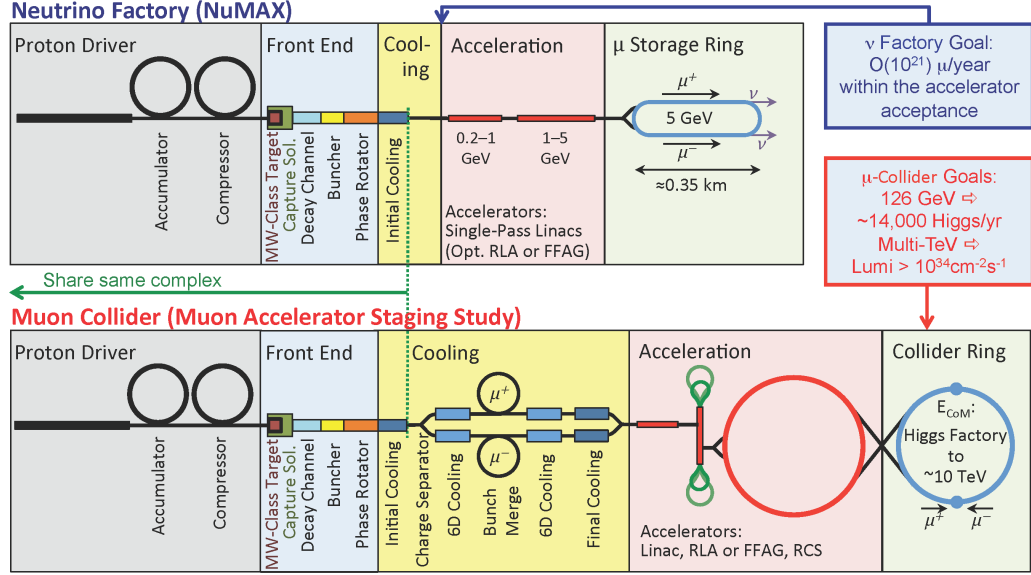 Neutrino Factory (NuMAX)
Proton Driver
Front End
Cool-
ing
Acceleration
μ Storage Ring
Accumulator
Compressor
MW-Class Target
Capture Sol.
Decay Channel
Buncher
Phase Rotator
Initial Cooling
0.2–1
GeV
1–5
GeV
Accelerators:
Single-Pass Linacs
(Opt. RLA or FFAG)
μ+
5 GeV
μ−
ν
ν
≈0.35 km
ν Factory Goal:
O(10²¹) μ/year
within the accelerator
acceptance
μ-Collider Goals:
126 GeV ⇨
~14,000 Higgs/yr
Multi-TeV ⇨
Lumi > 10³⁴cm⁻²s⁻¹
Share same complex
Muon Collider (Muon Accelerator Staging Study)
Proton Driver
Front End
Cooling
Acceleration
Collider Ring
Accumulator
Compressor
MW-Class Target
Capture Sol.
Decay Channel
Buncher
Phase Rotator
Initial Cooling
Charge Separator
6D Cooling
μ+
μ−
Bunch
Merge
6D Cooling
Final Cooling
Accelerators:
Linac, RLA or FFAG, RCS
ECoM:
Higgs Factory
to
~10 TeV
μ+
μ−